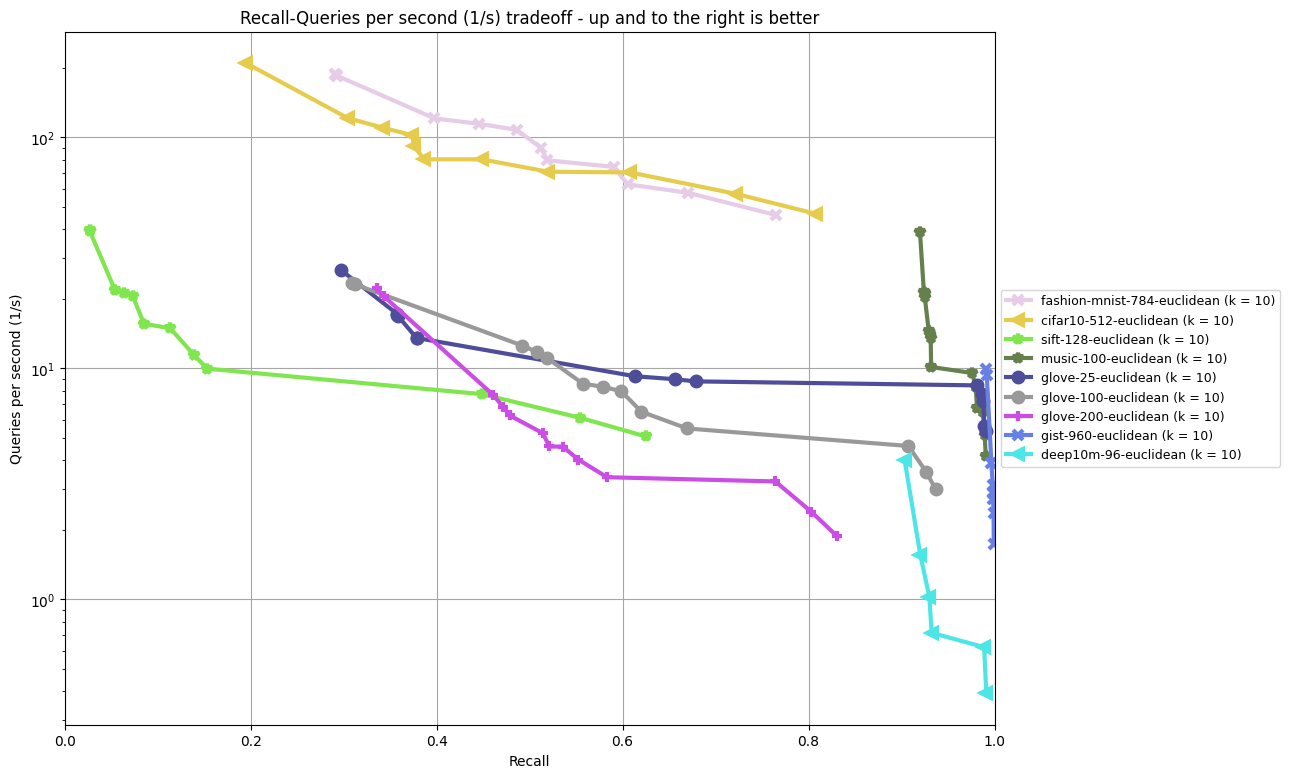 Recall-Queries per second (1/s) tradeoff - up and to the right is better
Queries per second (1/s)
10²
10¹
10⁰
0.0 0.2 0.4 0.6 0.8 1.0
Recall
fashion-mnist-784-euclidean (k = 10)
cifar10-512-euclidean (k = 10)
sift-128-euclidean (k = 10)
music-100-euclidean (k = 10)
glove-25-euclidean (k = 10)
glove-100-euclidean (k = 10)
glove-200-euclidean (k = 10)
gist-960-euclidean (k = 10)
deep10m-96-euclidean (k = 10)